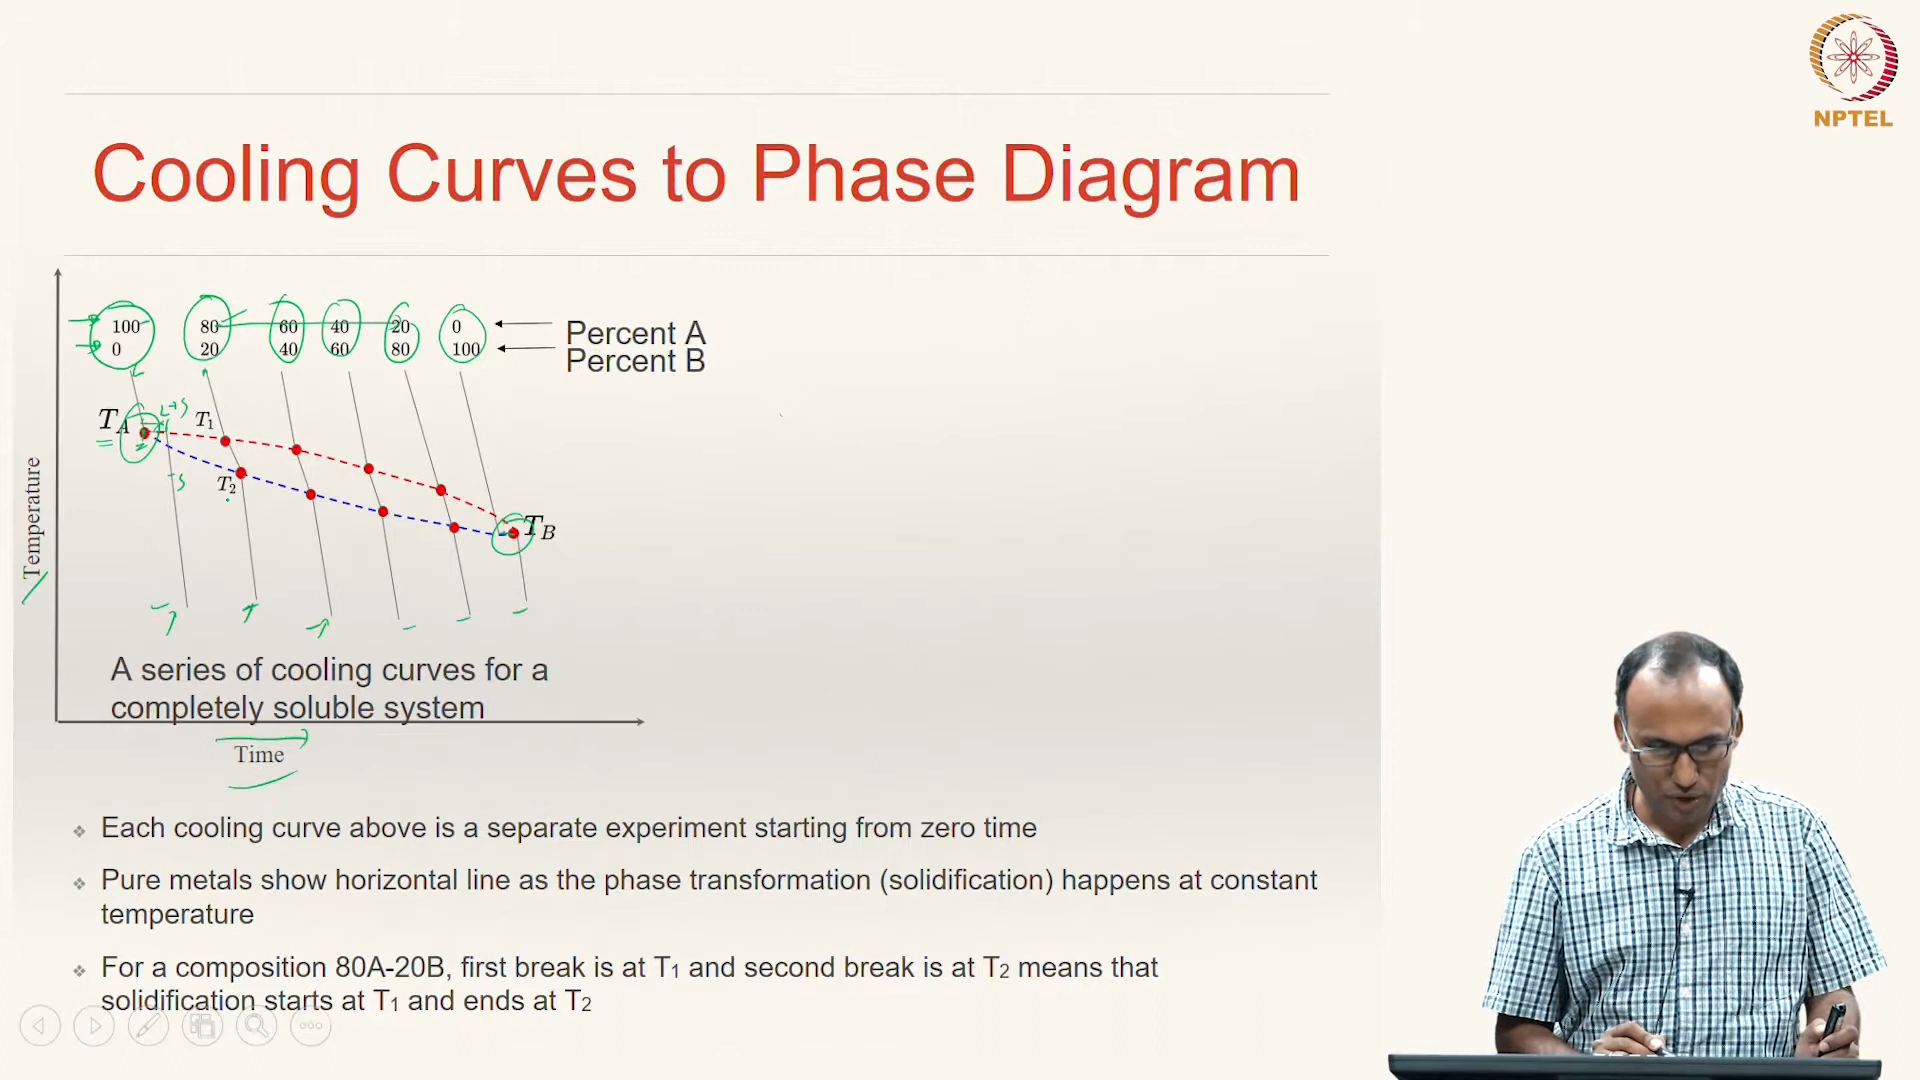 NPTEL
Cooling Curves to Phase Diagram
100 80 60 40 20 0
Percent A
0 20 40 60 80 100
Percent B
L
L+S
TA
T1
S
T2
TB
Temperature
A series of cooling curves for a
completely soluble system
Time
Each cooling curve above is a separate experiment starting from zero time
Pure metals show horizontal line as the phase transformation (solidification) happens at constant
temperature
For a composition 80A-20B, first break is at T1 and second break is at T2 means that
solidification starts at T1 and ends at T2